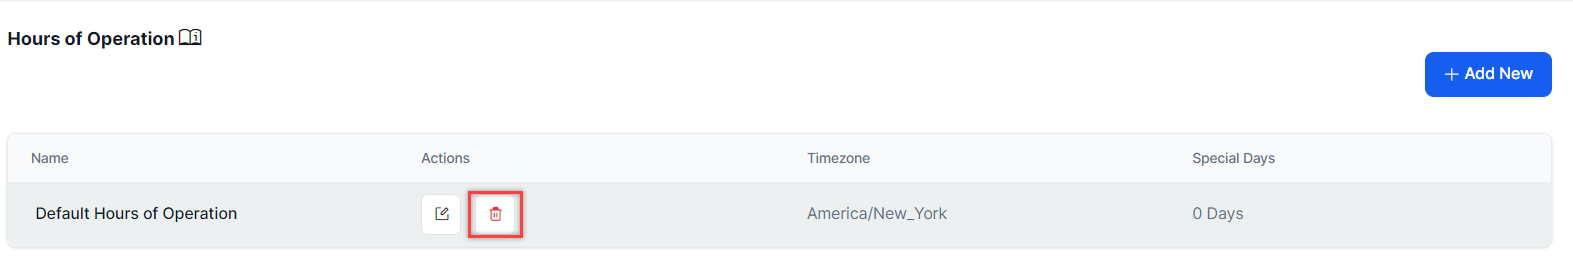 Hours of Operation
+ Add New
Name Actions Timezone Special Days
Default Hours of Operation America/New_York 0 Days